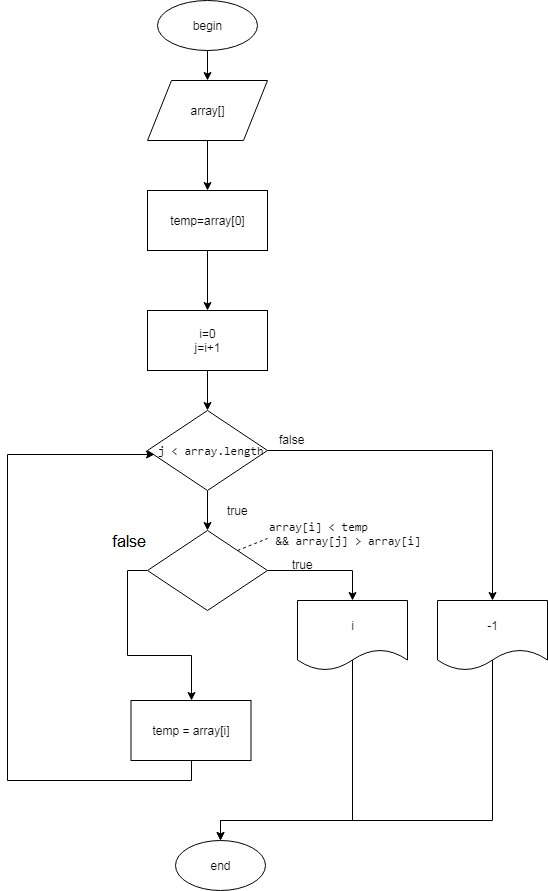 begin
array[]
temp=array[0]
i=0
j=i+1
j < array.length
false
true
array[i] < temp
&& array[j] > array[i]
false
true
i
-1
temp = array[i]
end